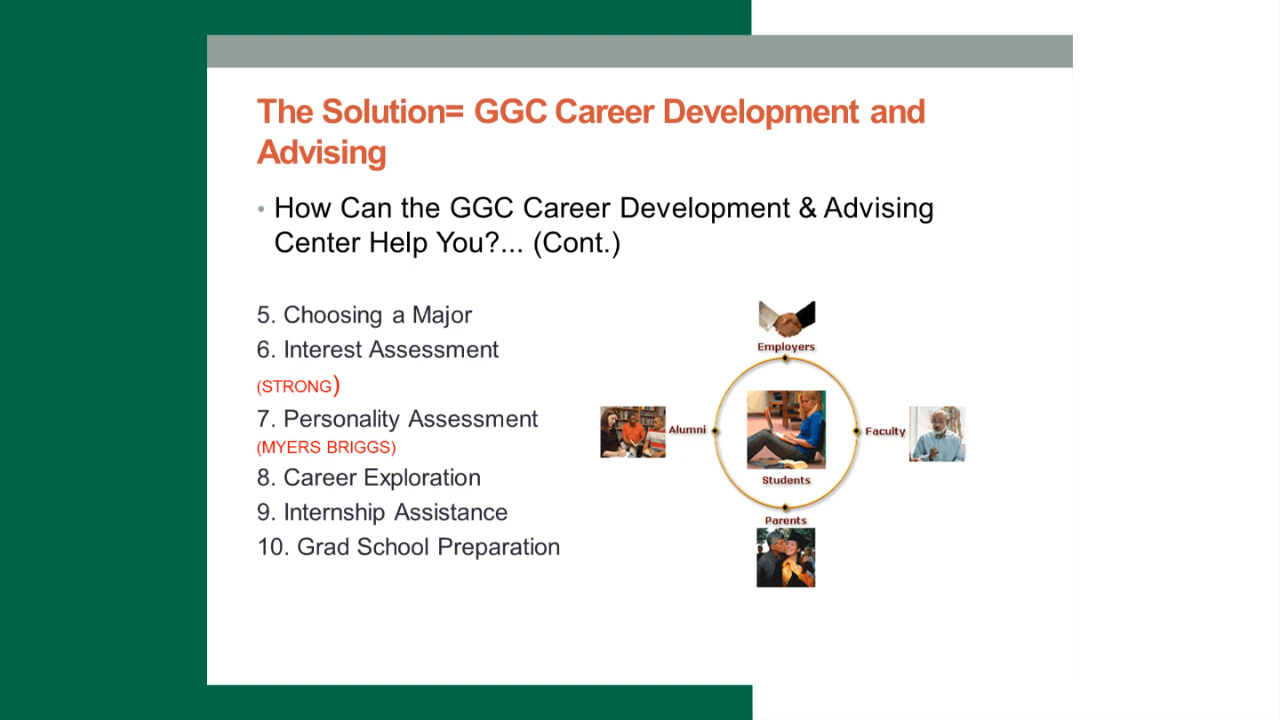 The Solution= GGC Career Development and
Advising
• How Can the GGC Career Development & Advising
Center Help You?... (Cont.)
5. Choosing a Major
6. Interest Assessment
(STRONG)
7. Personality Assessment
(MYERS BRIGGS)
8. Career Exploration
9. Internship Assistance
10. Grad School Preparation
Employers
Alumni
Faculty
Students
Parents